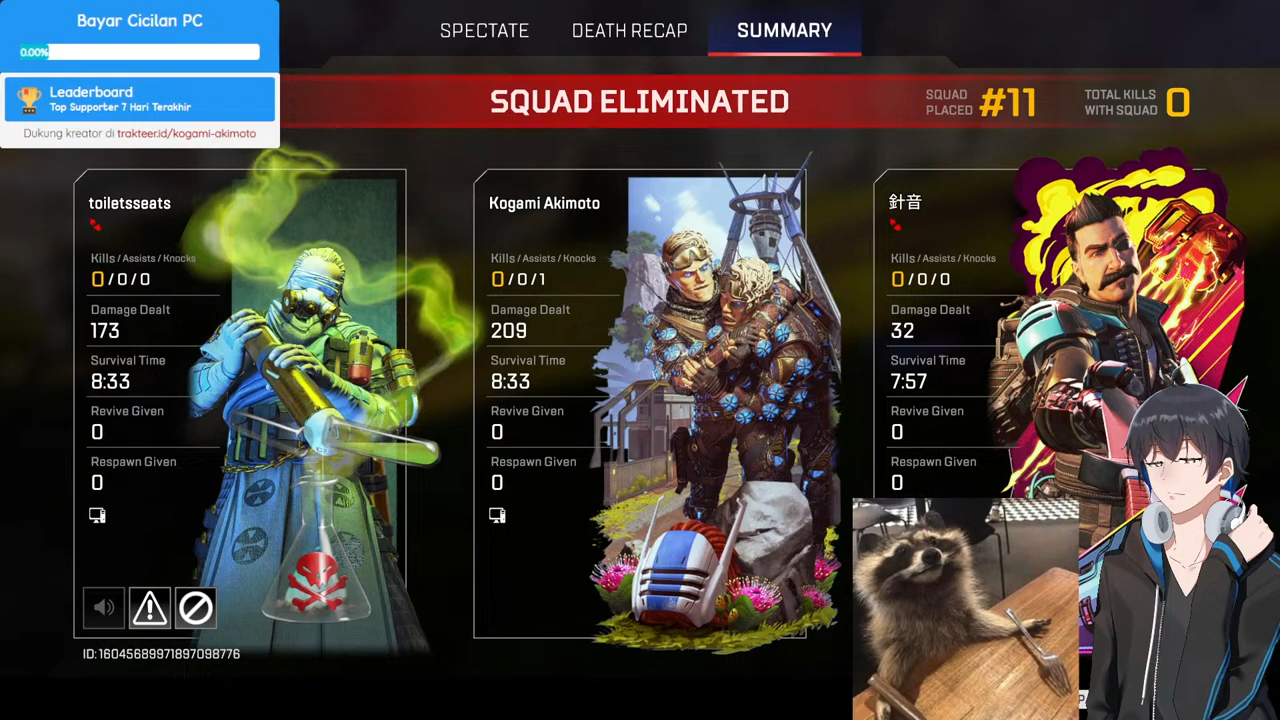 Bayar Cicilan PC
0.00%
Leaderboard
Top Supporter 7 Hari Terakhir
Dukung kreator di trakteer.id/kogami-akimoto
SPECTATE
DEATH RECAP
SUMMARY
SQUAD ELIMINATED
SQUAD PLACED #11
TOTAL KILLS WITH SQUAD 0
toiletsseats
Kills / Assists / Knocks
0 / 0 / 0
Damage Dealt
173
Survival Time
8:33
Revive Given
0
Respawn Given
0
ID: 16045689971897098776
Kogami Akimoto
Kills / Assists / Knocks
0 / 0 / 1
Damage Dealt
209
Survival Time
8:33
Revive Given
0
Respawn Given
0
針音
Kills / Assists / Knocks
0 / 0 / 0
Damage Dealt
32
Survival Time
7:57
Revive Given
0
Respawn Given
0